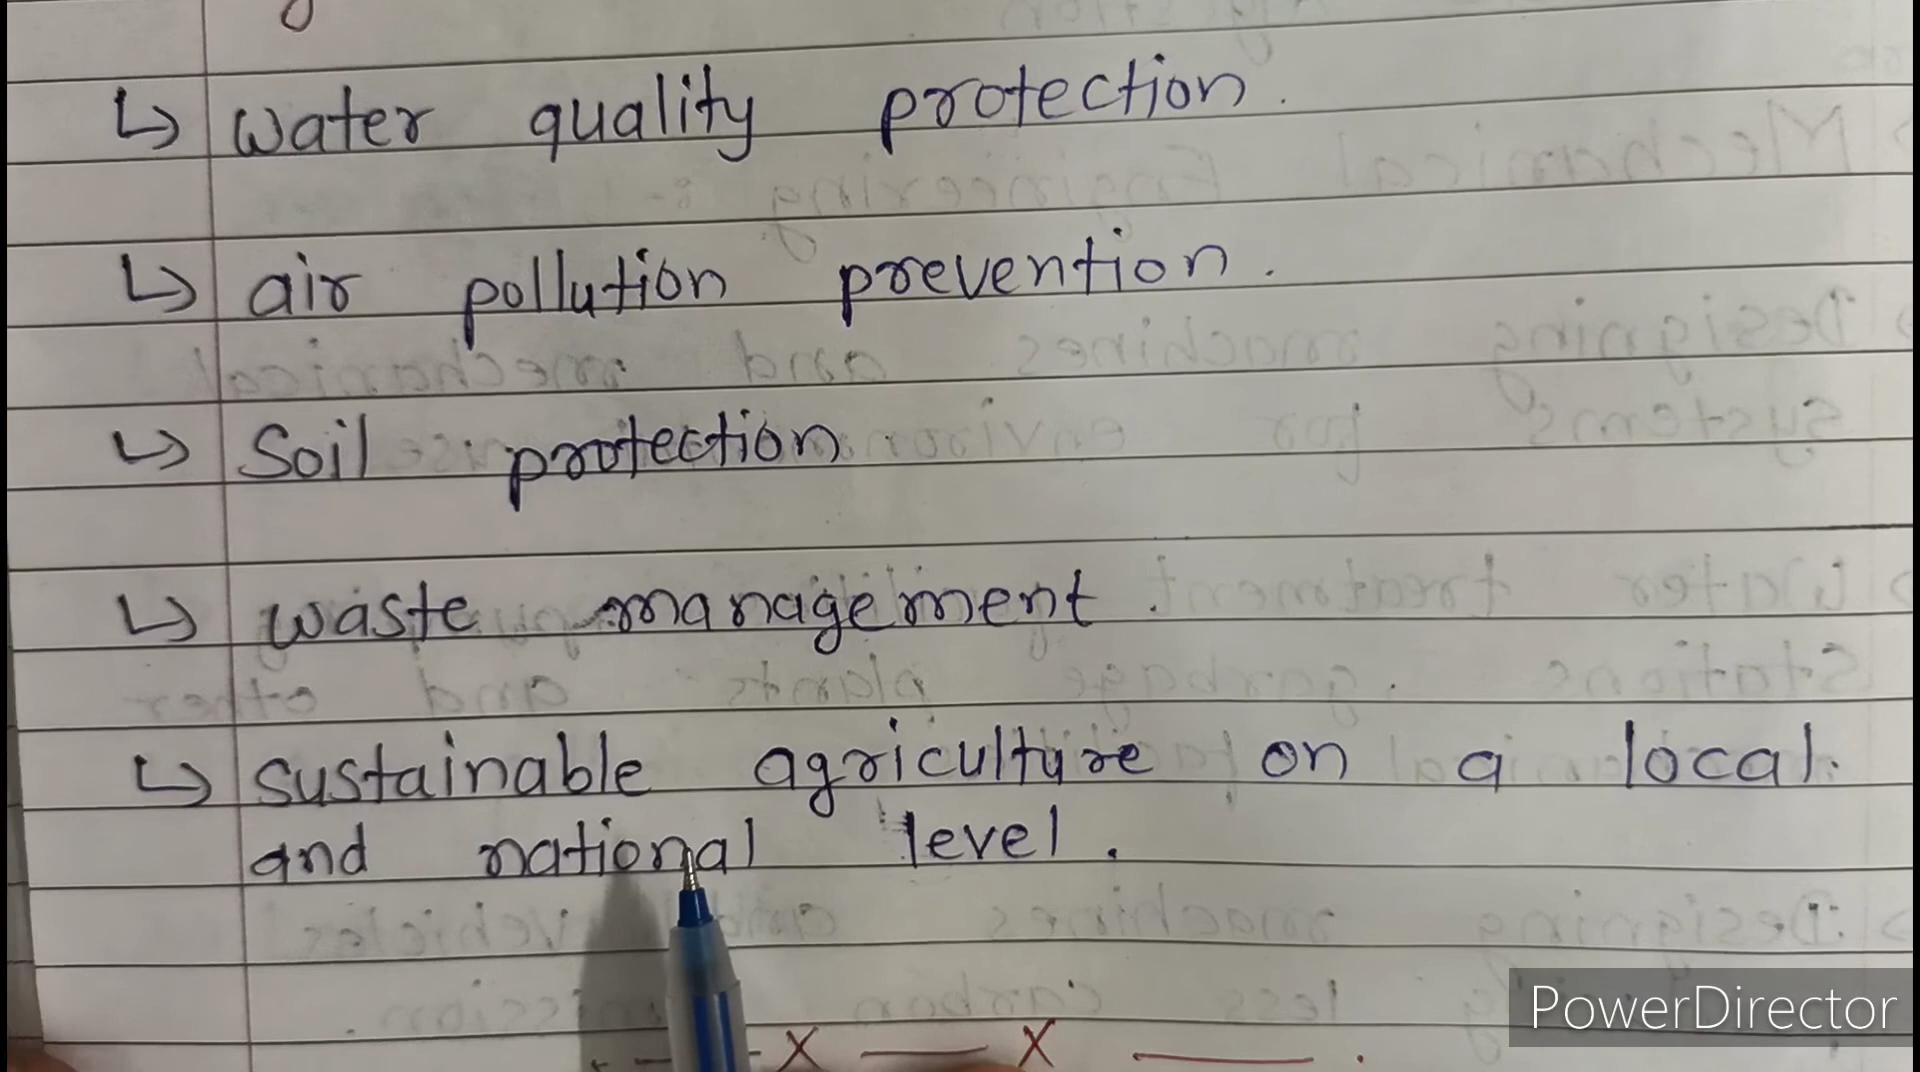 ↳ water quality protection.
↳ air pollution prevention.
↳ Soil protection.
↳ waste management.
↳ sustainable agriculture on a local
and national level.
x x
PowerDirector